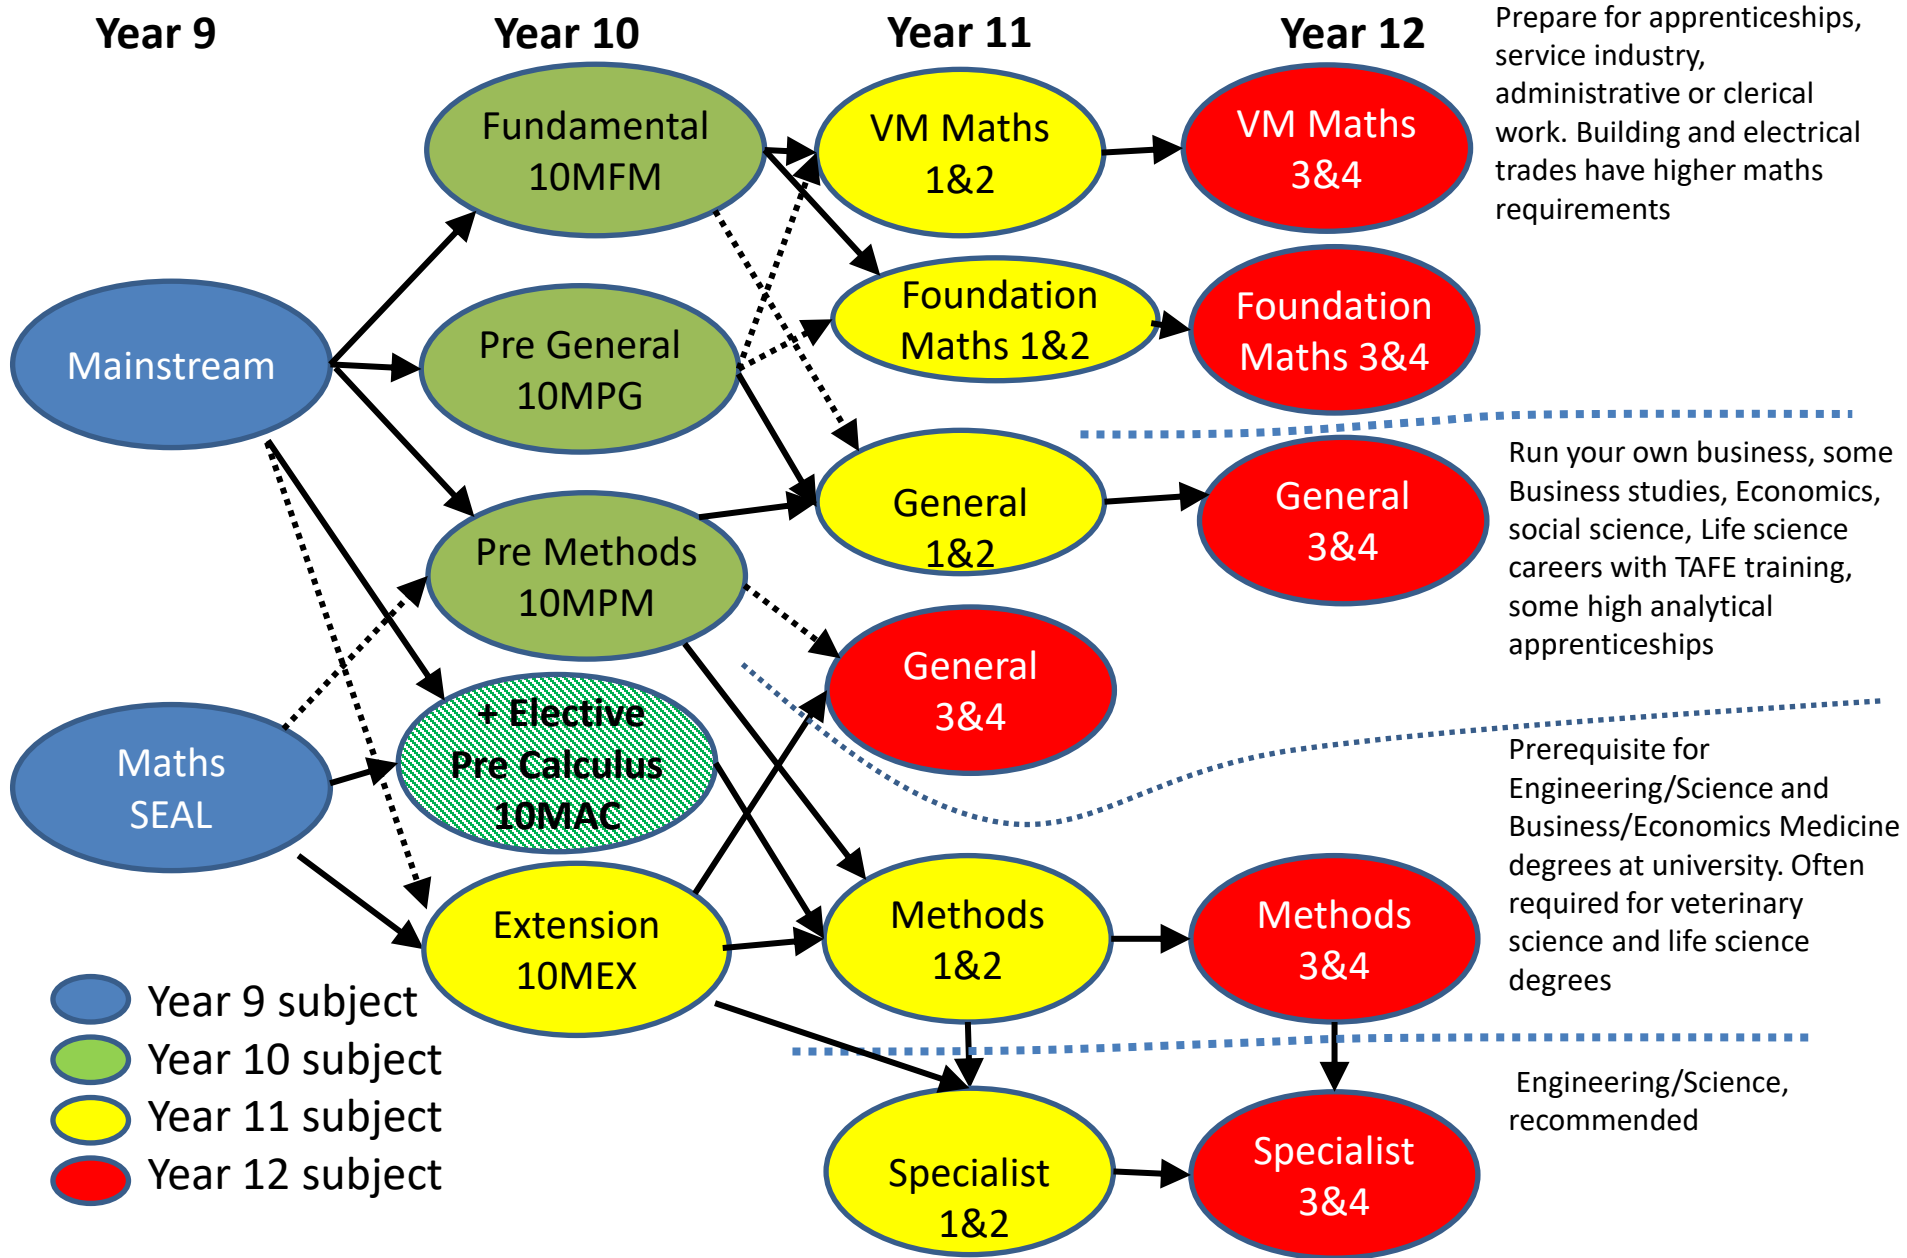 Year 9
Year 10
Year 11
Year 12
Mainstream
Maths
SEAL
Fundamental
10MFM
Pre General
10MPG
Pre Methods
10MPM
+ Elective
Pre Calculus
10MAC
Extension
10MEX
VM Maths
1&2
Foundation
Maths 1&2
General
1&2
General
3&4
Methods
1&2
Specialist
1&2
VM Maths
3&4
Foundation
Maths 3&4
General
3&4
Methods
3&4
Specialist
3&4
Prepare for apprenticeships,
service industry,
administrative or clerical
work. Building and electrical
trades have higher maths
requirements
Run your own business, some
Business studies, Economics,
social science, Life science
careers with TAFE training,
some high analytical
apprenticeships
Prerequisite for
Engineering/Science and
Business/Economics Medicine
degrees at university. Often
required for veterinary
science and life science
degrees
Engineering/Science,
recommended
Year 9 subject
Year 10 subject
Year 11 subject
Year 12 subject